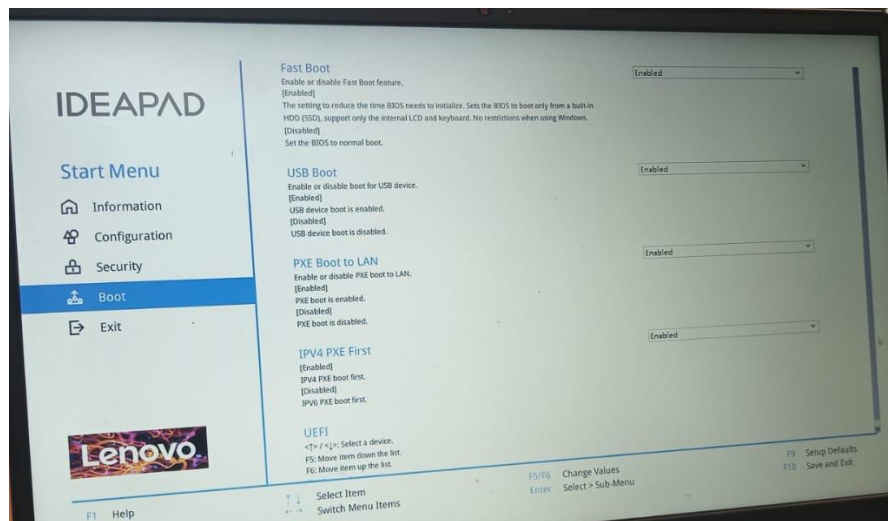 IDEAPAD
Start Menu
Information
Configuration
Security
Boot
Exit
Lenovo
Fast Boot
Enabled
Enable or disable Fast Boot feature.
[Enabled]
The setting to reduce the time BIOS needs to initialize. Sets the BIOS to boot only from a built-in
HDD (SSD), support only the internal LCD and keyboard. No restrictions when using Windows.
[Disabled]
Set the BIOS to normal boot.
USB Boot
Enabled
Enable or disable boot for USB device.
[Enabled]
USB device boot is enabled.
[Disabled]
USB device boot is disabled.
PXE Boot to LAN
Enabled
Enable or disable PXE boot to LAN.
[Enabled]
PXE boot is enabled.
[Disabled]
PXE boot is disabled.
IPV4 PXE First
Enabled
[Enabled]
IPV4 PXE boot first.
[Disabled]
IPV6 PXE boot first.
UEFI
<↑> / <↓>: Select a device.
F5: Move item down the list.
F6: Move item up the list.
F1 Help
↑ ↓ Select Item
← → Switch Menu Items
F5/F6 Change Values
Enter Select > Sub-Menu
F9 Setup Defaults
F10 Save and Exit